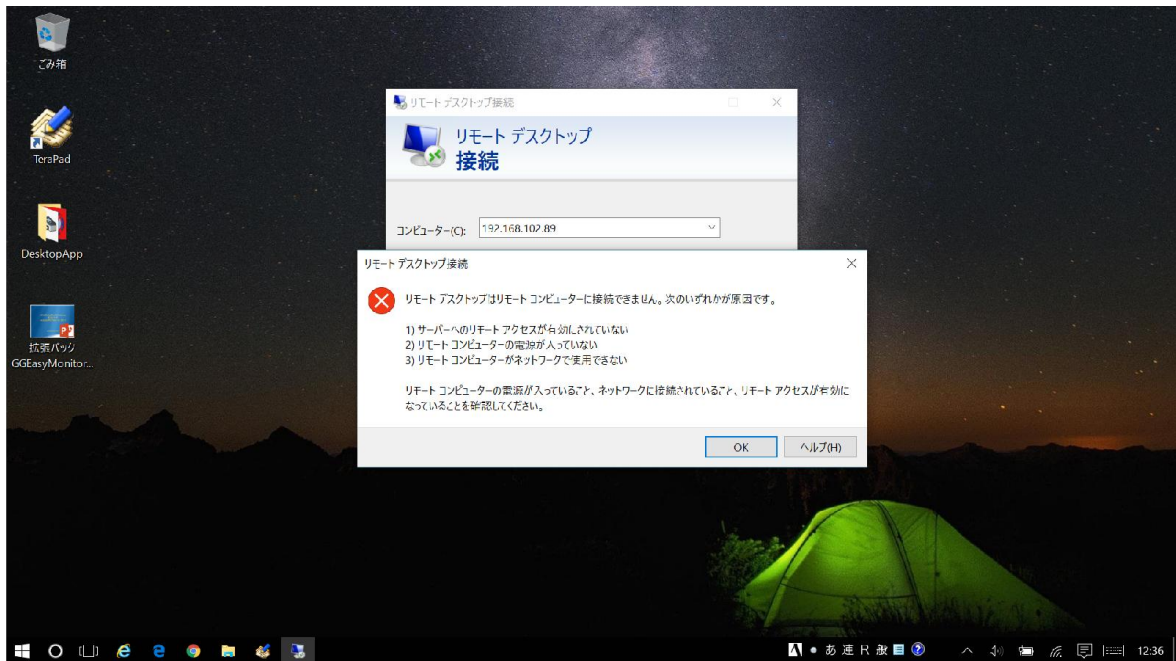 ごみ箱
TeraPad
DesktopApp
拡張パック
GGEasyMonitor...
リモート デスクトップ接続
リモート デスクトップ
接続
コンピューター(C):
192.168.102.89
リモート デスクトップ接続
リモート デスクトップはリモート コンピューターに接続できません。次のいずれかが原因です。
1) サーバーへのリモート アクセスが有効にされていない
2) リモート コンピューターの電源が入っていない
3) リモート コンピューターがネットワークで使用できない
リモート コンピューターの電源が入っていること、ネットワークに接続されていること、リモート アクセスが有効に
なっていることを確認してください。
OK
ヘルプ(H)
あ 連 R 般
12:36